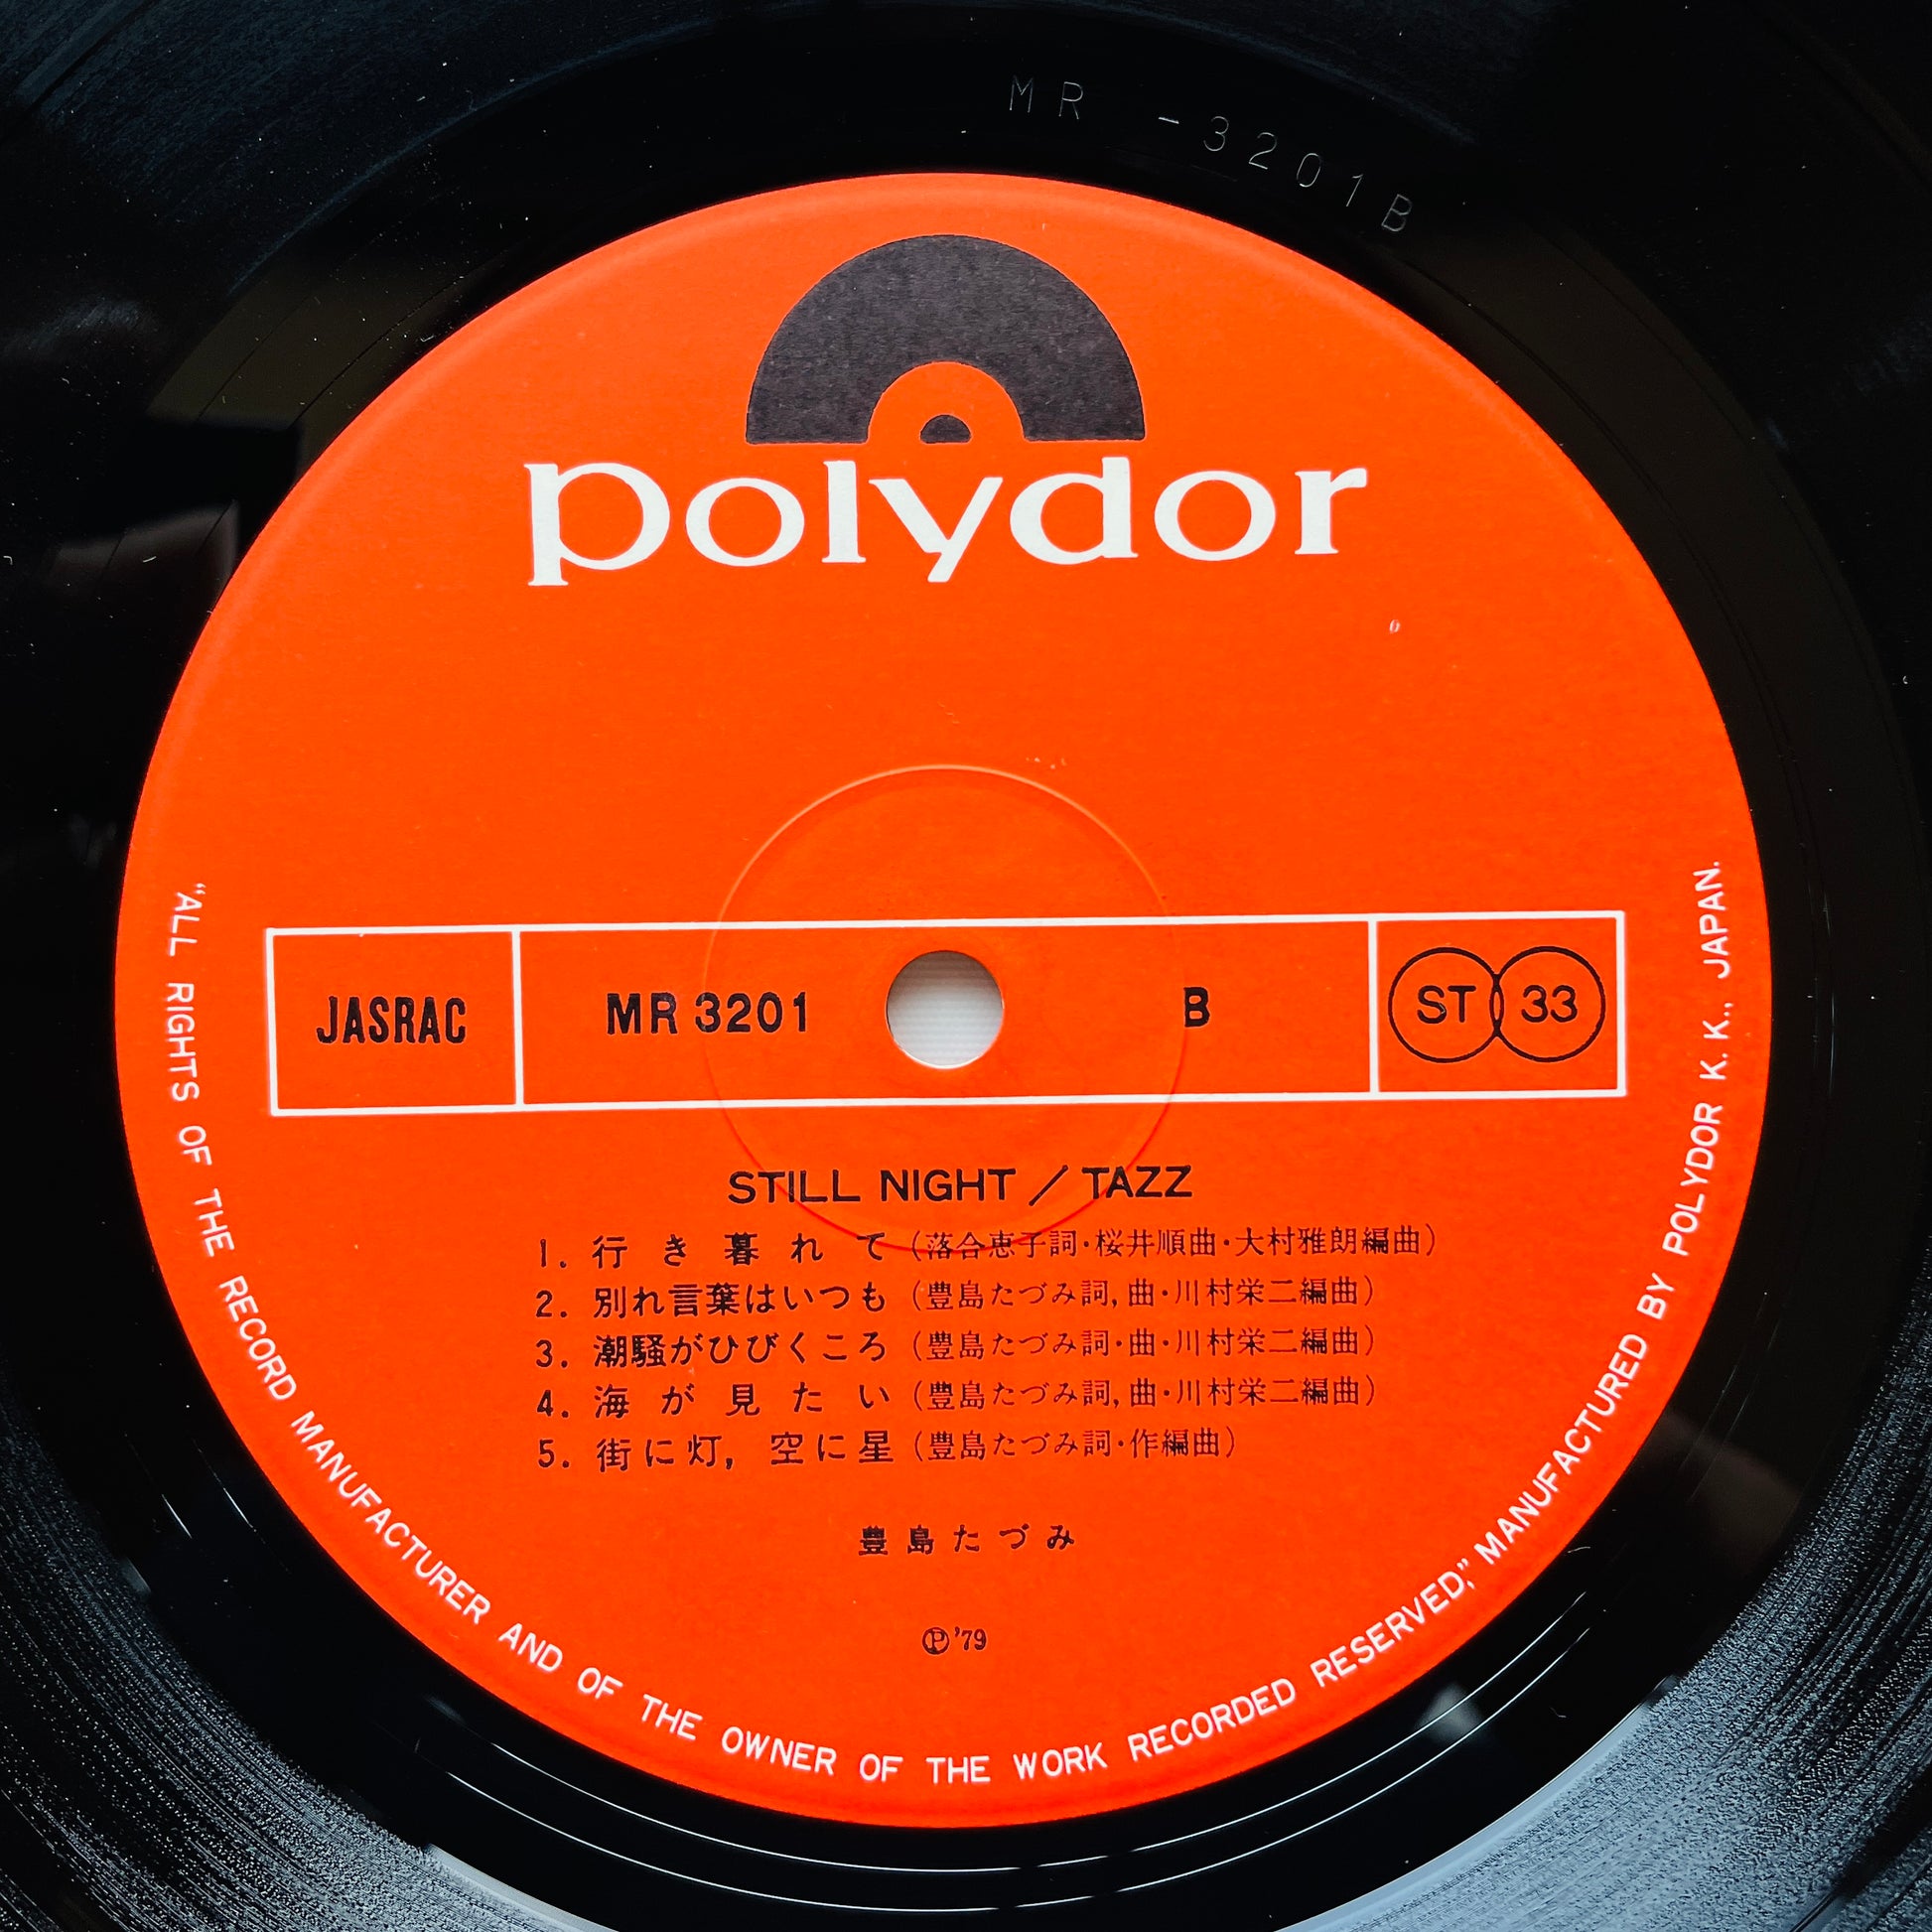 MR -3201B
polydor
JASRAC
MR 3201
B
ST 33
STILL NIGHT / TAZZ
1. 行き暮れて (落合恵子詞・桜井順曲・大村雅朗編曲)
2. 別れ言葉はいつも (豊島たづみ詞, 曲・川村栄二編曲)
3. 潮騒がひびくころ (豊島たづみ詞・曲・川村栄二編曲)
4. 海が見たい (豊島たづみ詞, 曲・川村栄二編曲)
5. 街に灯, 空に星 (豊島たづみ詞・作編曲)
豊島たづみ
Ⓟ'79
"ALL RIGHTS OF THE RECORD MANUFACTURER AND OF THE OWNER OF THE WORK RECORDED RESERVED," MANUFACTURED BY POLYDOR K. K., JAPAN.